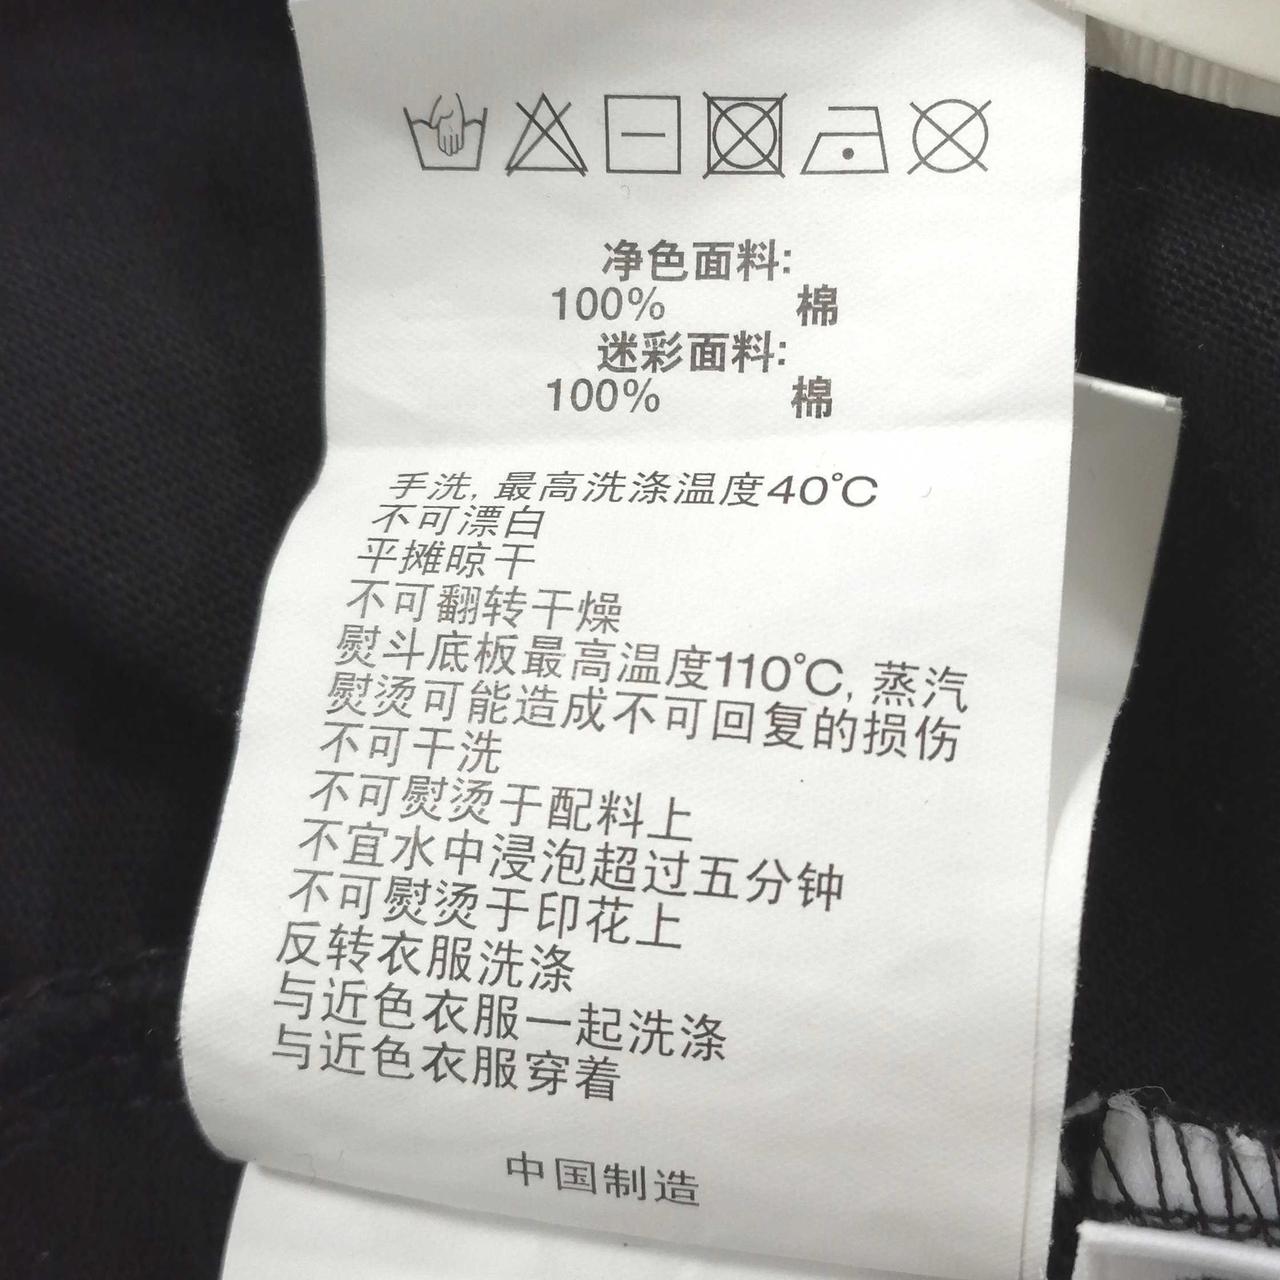 净色面料:
100% 棉
迷彩面料:
100% 棉
手洗, 最高洗涤温度40℃
不可漂白
平摊晾干
不可翻转干燥
熨斗底板最高温度110℃, 蒸汽
熨烫可能造成不可回复的损伤
不可干洗
不可熨烫于配料上
不宜水中浸泡超过五分钟
不可熨烫于印花上
反转衣服洗涤
与近色衣服一起洗涤
与近色衣服穿着
中国制造